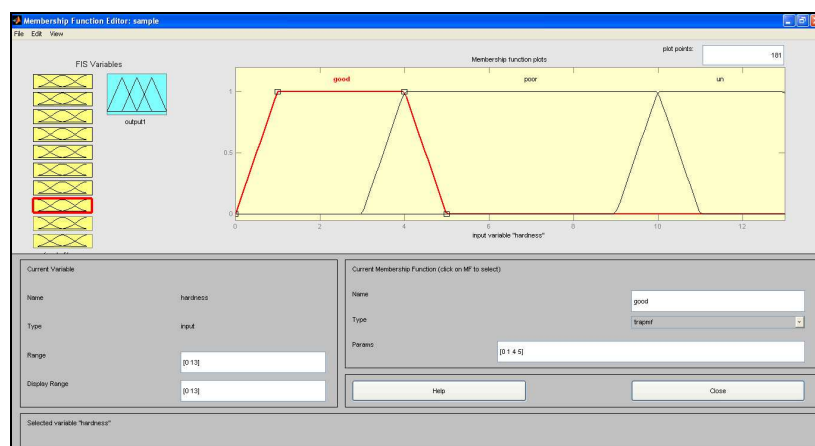 Membership Function Editor: sample
File Edit View
FIS Variables
output1
plot points:
181
Membership function plots
good
poor
un
1
0.5
0
0 2 4 6 8 10 12
input variable "hardness"
Current Variable
Name hardness
Type input
Range [0 13]
Display Range [0 13]
Current Membership Function (click on MF to select)
Name good
Type trapmf
Params [0 1 4 5]
Help Close
Selected variable "hardness"